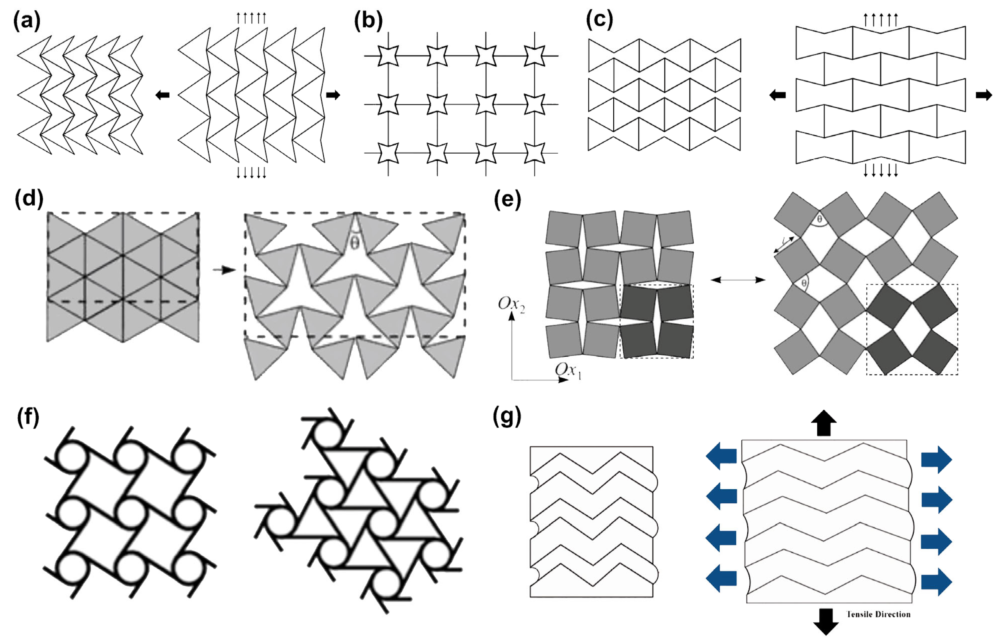 (a)
(b)
(c)
(d)
θ
(e)
θ
l
θ
Ox2
Ox1
(f)
(g)
Tensile Direction